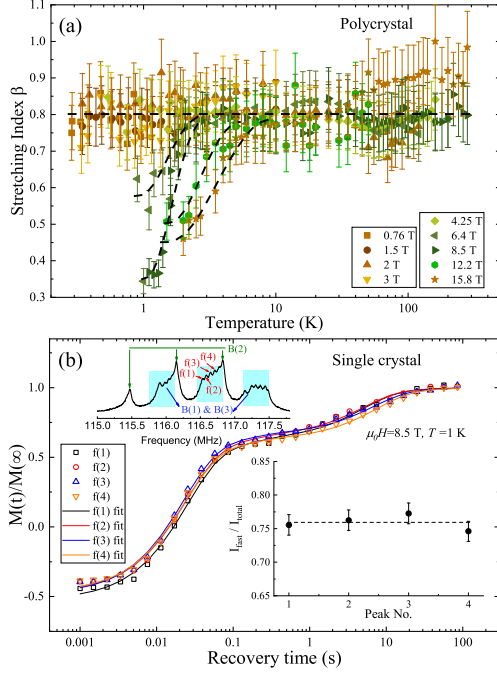 (a)
Polycrystal
Stretching Index β
1.1
1.0
0.9
0.8
0.7
0.6
0.5
0.4
0.3
0.76 T
1.5 T
2 T
3 T
4.25 T
6.4 T
8.5 T
12.2 T
15.8 T
1
10
100
Temperature (K)
(b)
Single crystal
M(t)/M(∞)
1.0
0.5
0.0
-0.5
B(2)
f(4)
f(3)
f(1)
f(2)
B(1) & B(3)
115.0 115.5 116.0 116.5 117.0 117.5
Frequency (MHz)
μ₀H=8.5 T, T =1 K
f(1)
f(2)
f(3)
f(4)
f(1) fit
f(2) fit
f(3) fit
f(4) fit
I_fast / I_total
0.85
0.80
0.75
0.70
0.65
1 2 3 4
Peak No.
0.001 0.01 0.1 1 10 100
Recovery time (s)